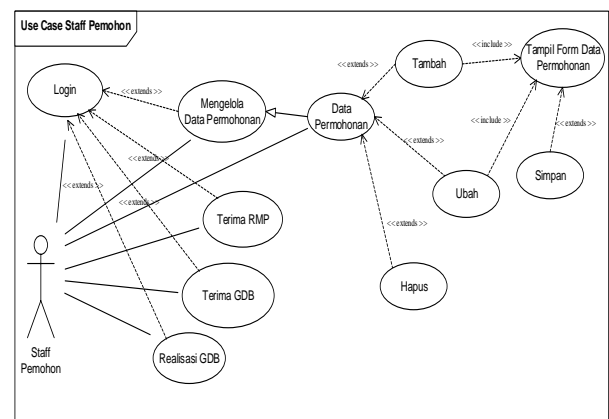 Use Case Staff Pemohon
Login
<< extends >>
Mengelola
Data Permohonan
Data
Permohonan
<< extends >>
Tambah
<< include >>
Tampil Form Data
Permohonan
<< include >>
<< extends >>
<< extends >>
Simpan
Ubah
<< extends >>
<< extends >>
<< extends >>
Terima RMP
<< extends >>
Terima GDB
Hapus
Realisasi GDB
Staff
Pemohon